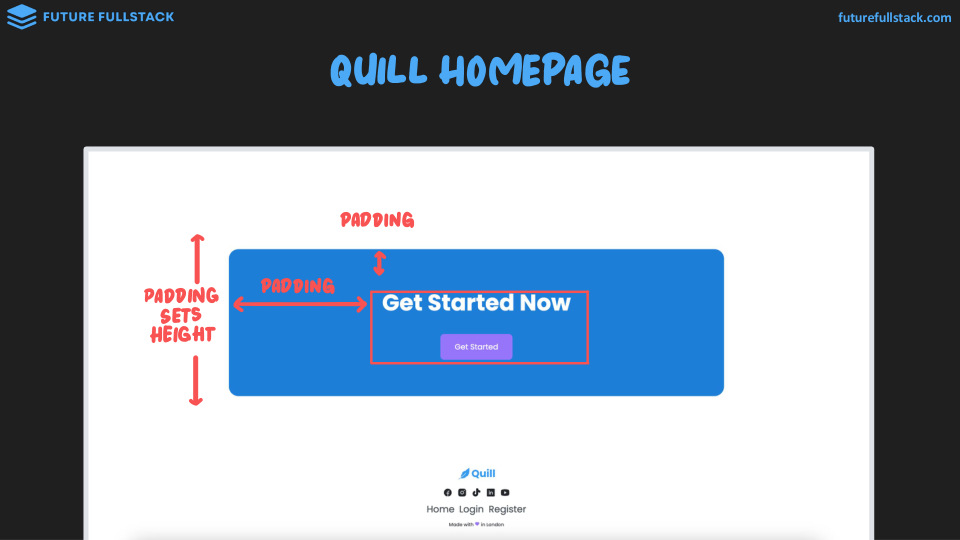 FUTURE FULLSTACK
futurefullstack.com
QUILL HOMEPAGE
PADDING
PADDING
PADDING
SETS
HEIGHT
Get Started Now
Get Started
Quill
Home Login Register
Made with 💜 in London